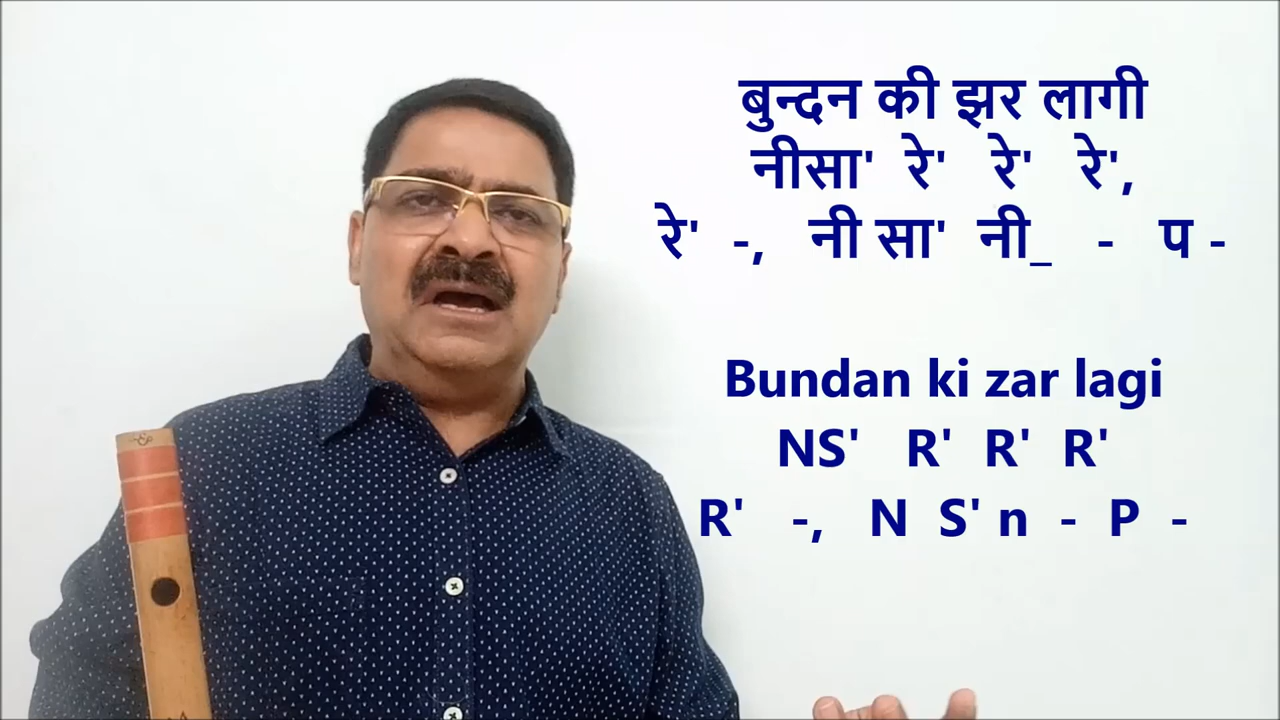 बुन्दन की झर लागी
नीसा'  रे'   रे'   रे',
रे'  -,   नी सा'  नी_   -   प -
Bundan ki zar lagi
NS'   R'  R'  R'
R'   -,   N  S' n  -  P  -